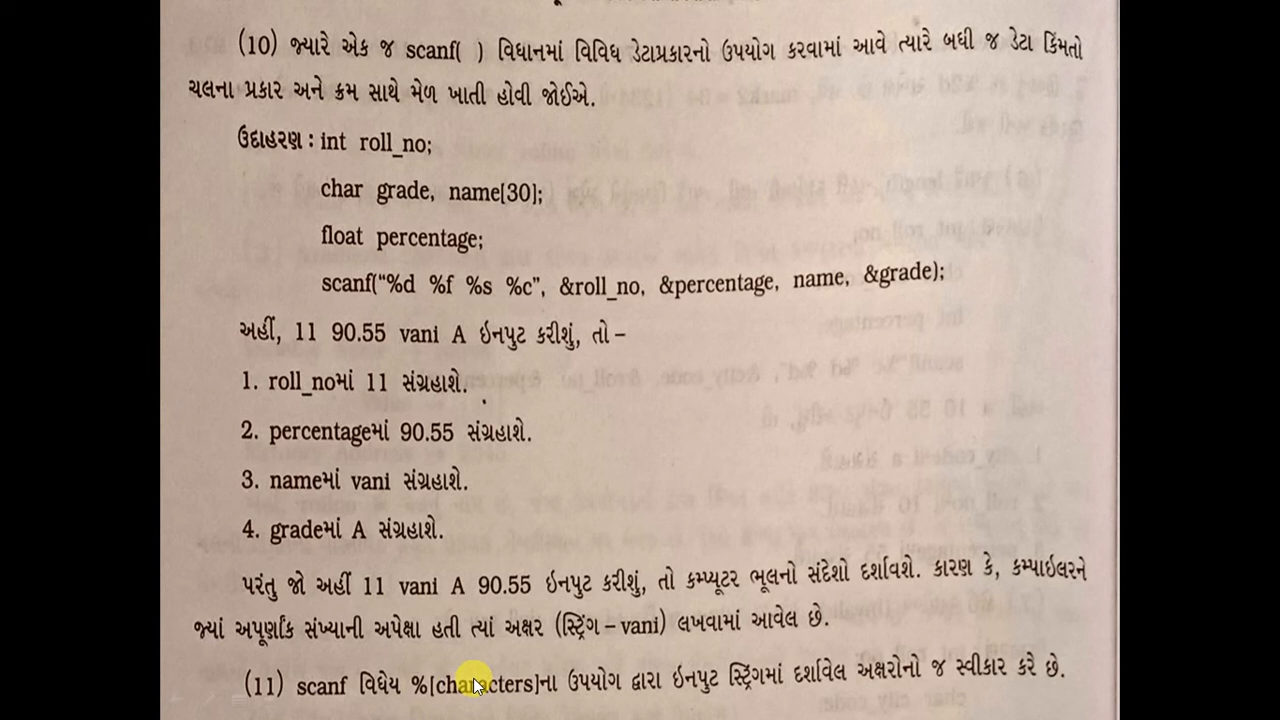 (10) જ્યારે એક જ scanf( ) વિધાનમાં વિવિધ ડેટાપ્રકારનો ઉપયોગ કરવામાં આવે ત્યારે બધી જ ડેટા કિંમતો
ચલના પ્રકાર અને ક્રમ સાથે મેળ ખાતી હોવી જોઈએ.
ઉદાહરણ : int roll_no;
char grade, name[30];
float percentage;
scanf(“%d %f %s %c”, &roll_no, &percentage, name, &grade);
અહીં, 11 90.55 vani A ઇનપુટ કરીશું, તો –
1. roll_noમાં 11 સંગ્રહાશે.
2. percentageમાં 90.55 સંગ્રહાશે.
3. nameમાં vani સંગ્રહાશે.
4. gradeમાં A સંગ્રહાશે.
પરંતુ જો અહીં 11 vani A 90.55 ઇનપુટ કરીશું, તો કમ્પ્યૂટર ભૂલનો સંદેશો દર્શાવશે. કારણ કે, કમ્પાઇલરને
જ્યાં અપૂર્ણાંક સંખ્યાની અપેક્ષા હતી ત્યાં અક્ષર (સ્ટ્રિંગ – vani) લખવામાં આવેલ છે.
(11) scanf વિધેય %[characters]ના ઉપયોગ દ્વારા ઇનપુટ સ્ટ્રિંગમાં દર્શાવેલ અક્ષરોનો જ સ્વીકાર કરે છે.